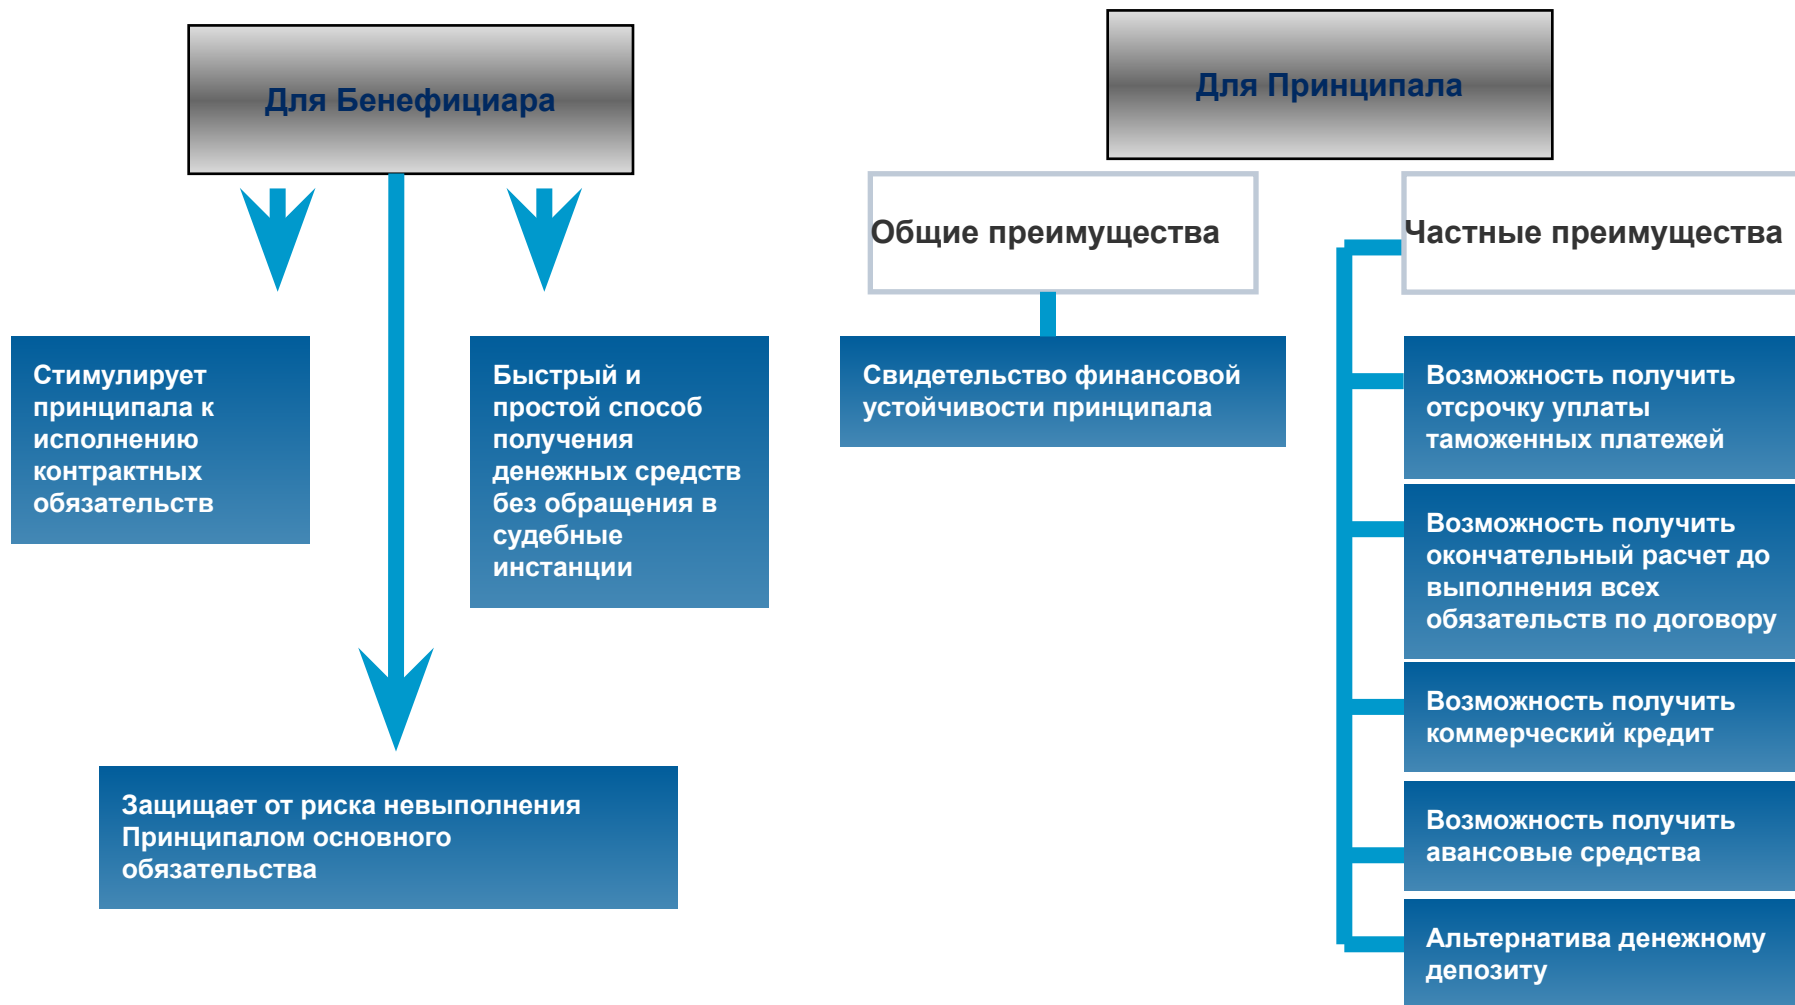 Для Бенефициара
Стимулирует
принципала к
исполнению
контрактных
обязательств
Быстрый и
простой способ
получения
денежных средств
без обращения в
судебные
инстанции
Защищает от риска невыполнения
Принципалом основного
обязательства
Для Принципала
Общие преимущества
Свидетельство финансовой
устойчивости принципала
Частные преимущества
Возможность получить
отсрочку уплаты
таможенных платежей
Возможность получить
окончательный расчет до
выполнения всех
обязательств по договору
Возможность получить
коммерческий кредит
Возможность получить
авансовые средства
Альтернатива денежному
депозиту